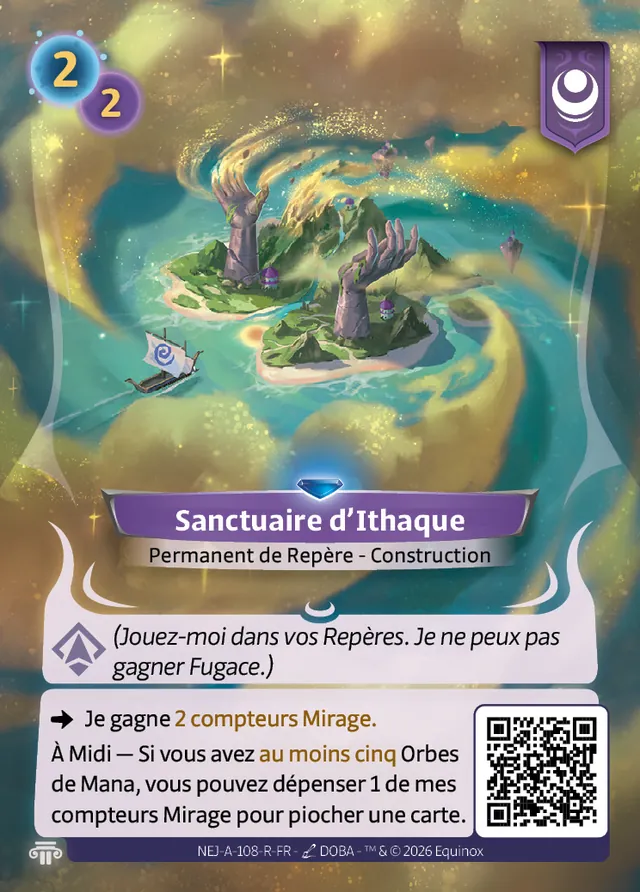 2
2
Sanctuaire d'Ithaque
Permanent de Repère - Construction
(Jouez-moi dans vos Repères. Je ne peux pas
gagner Fugace.)
Je gagne 2 compteurs Mirage.
À Midi — Si vous avez au moins cinq Orbes
de Mana, vous pouvez dépenser 1 de mes
compteurs Mirage pour piocher une carte.
NEJ-A-108-R-FR - DOBA - ™ & © 2026 Equinox